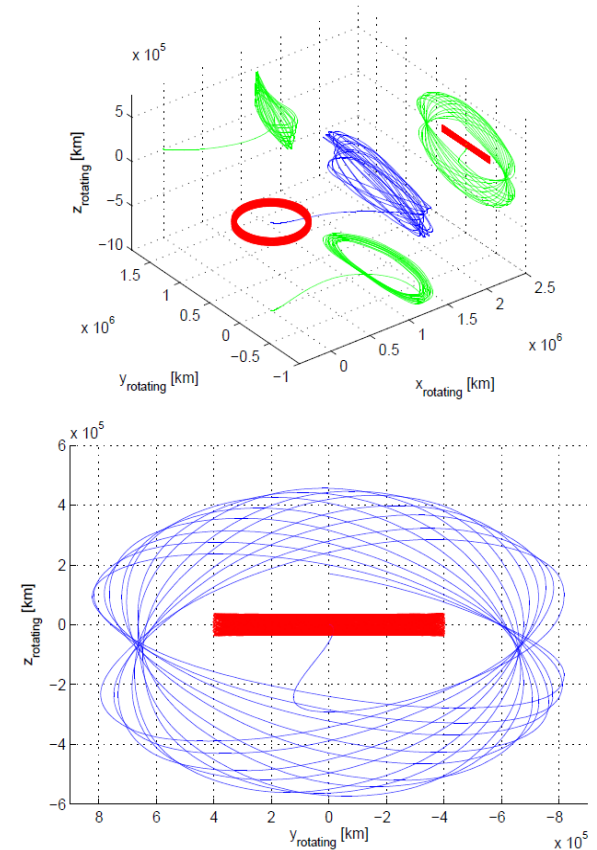 x 10^5
5
0
−5
−10
z_rotating [km]
1.5
1
0.5
0
−0.5
−1
x 10^6
y_rotating [km]
0
0.5
1
1.5
2
2.5
x 10^6
x_rotating [km]
x 10^5
6
4
2
0
−2
−4
−6
z_rotating [km]
8 6 4 2 0 −2 −4 −6 −8
y_rotating [km]
x 10^5